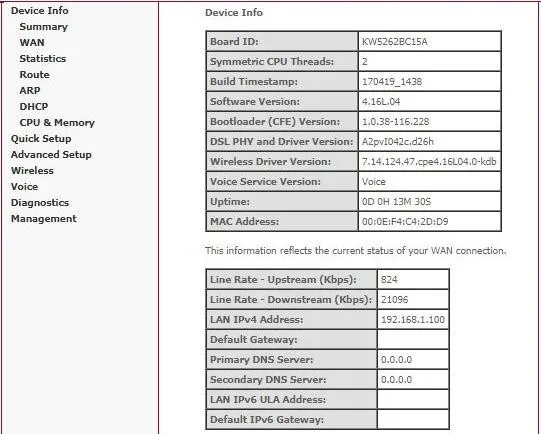 Device Info
Summary
WAN
Statistics
Route
ARP
DHCP
CPU & Memory
Quick Setup
Advanced Setup
Wireless
Voice
Diagnostics
Management
Device Info
Board ID: KW5262BC15A
Symmetric CPU Threads: 2
Build Timestamp: 170419_1438
Software Version: 4.16L.04
Bootloader (CFE) Version: 1.0.38-116.228
DSL PHY and Driver Version: A2pvI042c.d26h
Wireless Driver Version: 7.14.124.47.cpe4.16L04.0-kdb
Voice Service Version: Voice
Uptime: 0D 0H 13M 30S
MAC Address: 00:0E:F4:C4:2D:D9
This information reflects the current status of your WAN connection.
Line Rate - Upstream (Kbps): 824
Line Rate - Downstream (Kbps): 21096
LAN IPv4 Address: 192.168.1.100
Default Gateway:
Primary DNS Server: 0.0.0.0
Secondary DNS Server: 0.0.0.0
LAN IPv6 ULA Address:
Default IPv6 Gateway: